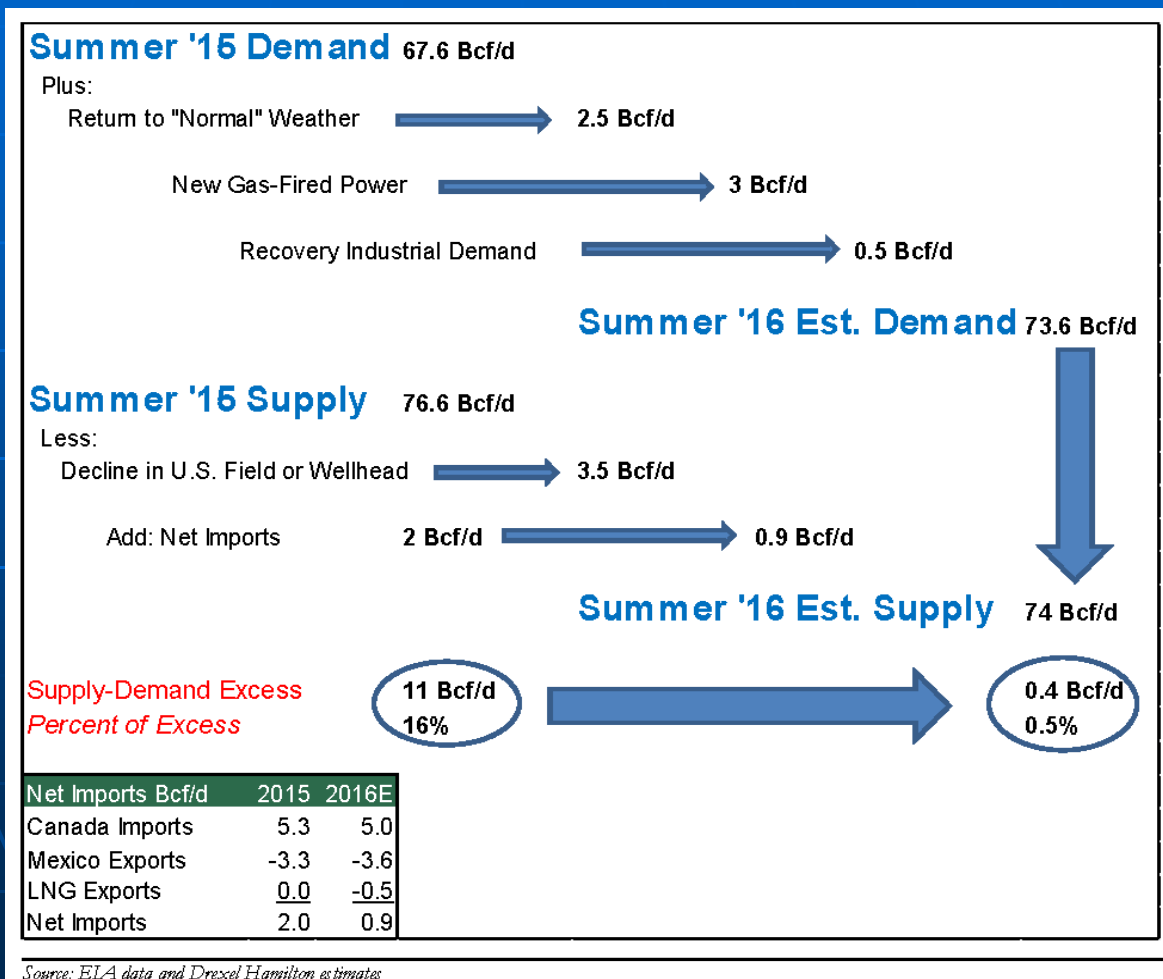 Summer '15 Demand 67.6 Bcf/d
Plus:
Return to "Normal" Weather 2.5 Bcf/d
New Gas-Fired Power 3 Bcf/d
Recovery Industrial Demand 0.5 Bcf/d
Summer '16 Est. Demand 73.6 Bcf/d
Summer '15 Supply 76.6 Bcf/d
Less:
Decline in U.S. Field or Wellhead 3.5 Bcf/d
Add: Net Imports 2 Bcf/d 0.9 Bcf/d
Summer '16 Est. Supply 74 Bcf/d
Supply-Demand Excess 11 Bcf/d 0.4 Bcf/d
Percent of Excess 16% 0.5%
Net Imports Bcf/d 2015 2016E
Canada Imports 5.3 5.0
Mexico Exports -3.3 -3.6
LNG Exports 0.0 -0.5
Net Imports 2.0 0.9
Source: EIA data and Drexel Hamilton estimates